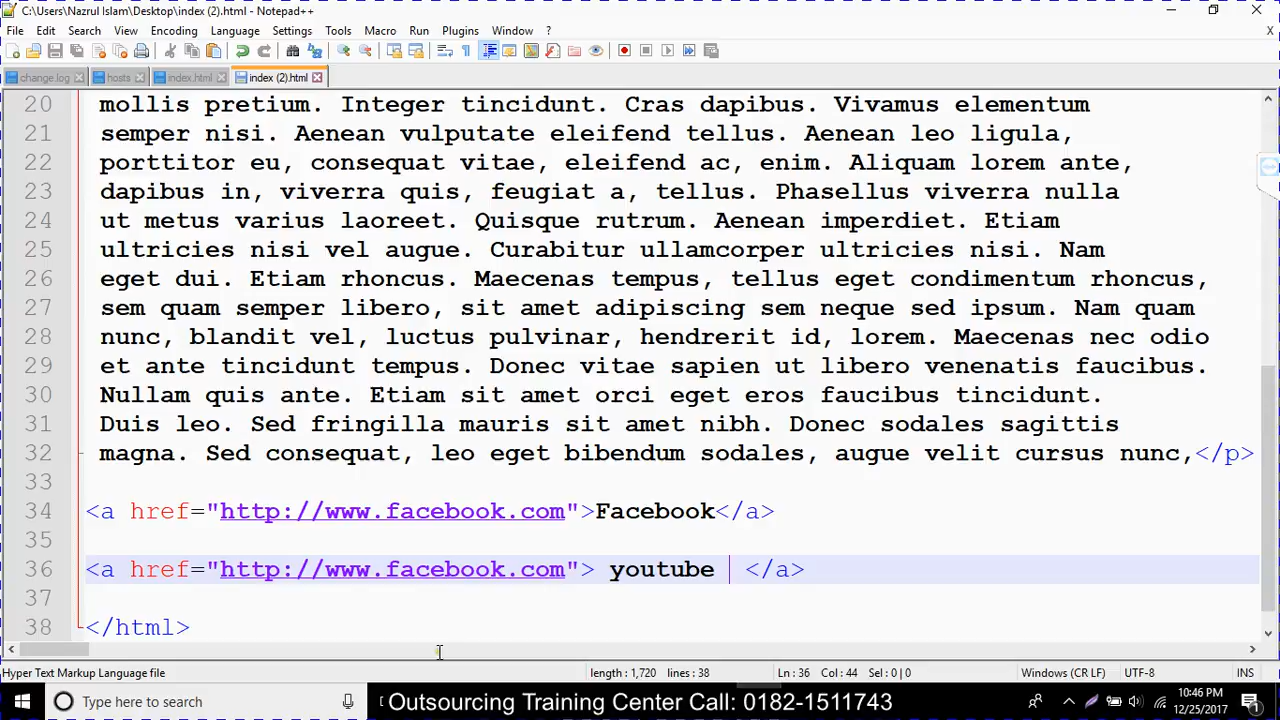 C:\Users\Nazrul Islam\Desktop\index (2).html - Notepad++
File Edit Search View Encoding Language Settings Tools Macro Run Plugins Window ? X
change.log hosts index.html index (2).html
20 mollis pretium. Integer tincidunt. Cras dapibus. Vivamus elementum
21 semper nisi. Aenean vulputate eleifend tellus. Aenean leo ligula,
22 porttitor eu, consequat vitae, eleifend ac, enim. Aliquam lorem ante,
23 dapibus in, viverra quis, feugiat a, tellus. Phasellus viverra nulla
24 ut metus varius laoreet. Quisque rutrum. Aenean imperdiet. Etiam
25 ultricies nisi vel augue. Curabitur ullamcorper ultricies nisi. Nam
26 eget dui. Etiam rhoncus. Maecenas tempus, tellus eget condimentum rhoncus,
27 sem quam semper libero, sit amet adipiscing sem neque sed ipsum. Nam quam
28 nunc, blandit vel, luctus pulvinar, hendrerit id, lorem. Maecenas nec odio
29 et ante tincidunt tempus. Donec vitae sapien ut libero venenatis faucibus.
30 Nullam quis ante. Etiam sit amet orci eget eros faucibus tincidunt.
31 Duis leo. Sed fringilla mauris sit amet nibh. Donec sodales sagittis
32 magna. Sed consequat, leo eget bibendum sodales, augue velit cursus nunc,</p>
33
34 <a href="http://www.facebook.com">Facebook</a>
35
36 <a href="http://www.facebook.com"> youtube </a>
37
38 </html>
Hyper Text Markup Language file length : 1,720 lines : 38 Ln : 36 Col : 44 Sel : 0 | 0 Windows (CR LF) UTF-8 INS
Type here to search Outsourcing Training Center Call: 0182-1511743 10:46 PM
12/25/2017